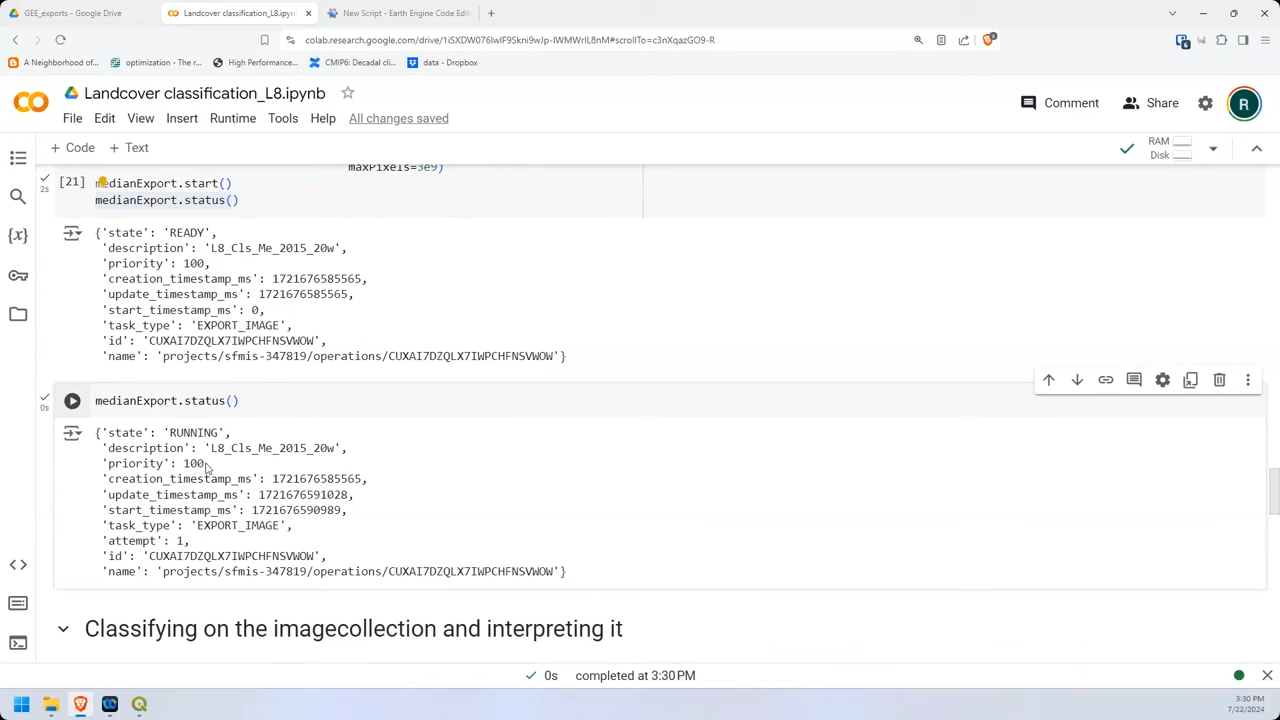 GEE_exports - Google Drive
Landcover classification_L8.ipyn
New Script - Earth Engine Code Edit
colab.research.google.com/drive/1iSXDW076lwIF9Skni9wJp-IWMWrlL8nM#scrollTo=c3nXqazGO9-R
A Neighborhood of...
optimization - The r...
High Performance...
CMIP6: Decadal cli...
data - Dropbox
Landcover classification_L8.ipynb
File Edit View Insert Runtime Tools Help All changes saved
Comment
Share
R
+ Code + Text
RAM
Disk
maxPixels=3e9)
[21]
2s
medianExport.start()
medianExport.status()
{'state': 'READY',
'description': 'L8_Cls_Me_2015_20w',
'priority': 100,
'creation_timestamp_ms': 1721676585565,
'update_timestamp_ms': 1721676585565,
'start_timestamp_ms': 0,
'task_type': 'EXPORT_IMAGE',
'id': 'CUXAI7DZQLX7IWPCHFNSVWOW',
'name': 'projects/sfmis-347819/operations/CUXAI7DZQLX7IWPCHFNSVWOW'}
0s
medianExport.status()
{'state': 'RUNNING',
'description': 'L8_Cls_Me_2015_20w',
'priority': 100,
'creation_timestamp_ms': 1721676585565,
'update_timestamp_ms': 1721676591028,
'start_timestamp_ms': 1721676590989,
'task_type': 'EXPORT_IMAGE',
'attempt': 1,
'id': 'CUXAI7DZQLX7IWPCHFNSVWOW',
'name': 'projects/sfmis-347819/operations/CUXAI7DZQLX7IWPCHFNSVWOW'}
Classifying on the imagecollection and interpreting it
0s completed at 3:30 PM
3:30 PM
7/22/2024